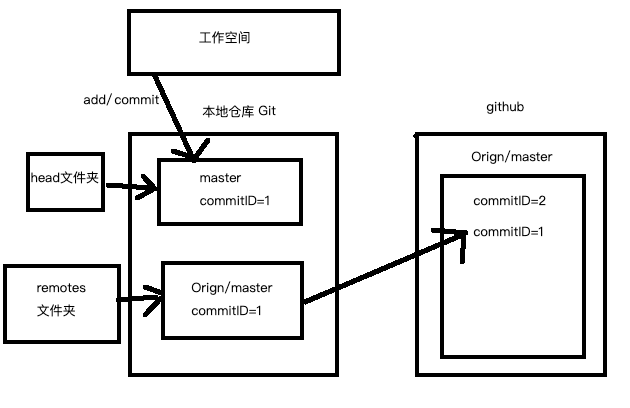 工作空间
add/ commit
本地仓库 Git
github
head文件夹
master
commitID=1
Orign/master
commitID=2
commitID=1
remotes
文件夹
Orign/master
commitID=1